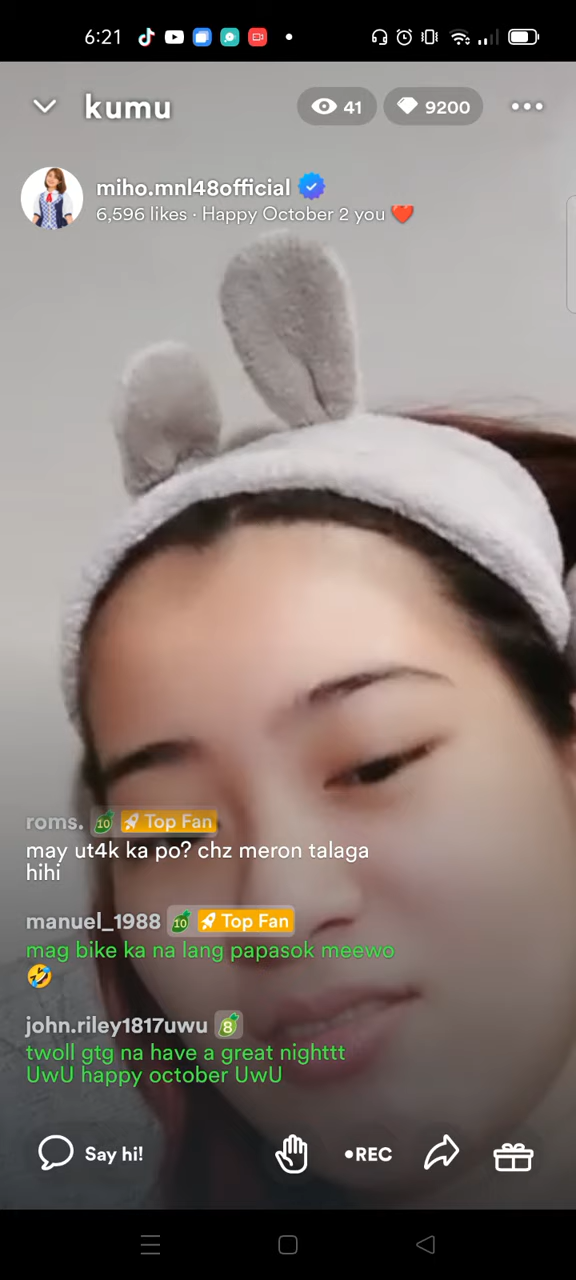 6:21
kumu
41
9200
miho.mnl48official
6,596 likes · Happy October 2 you ❤️
roms. 10 Top Fan
may ut4k ka po? chz meron talaga
hihi
manuel_1988 10 Top Fan
mag bike ka na lang papasok meewo
🤣
john.riley1817uwu 8
twoll gtg na have a great nighttt
UwU happy october UwU
Say hi!
•REC